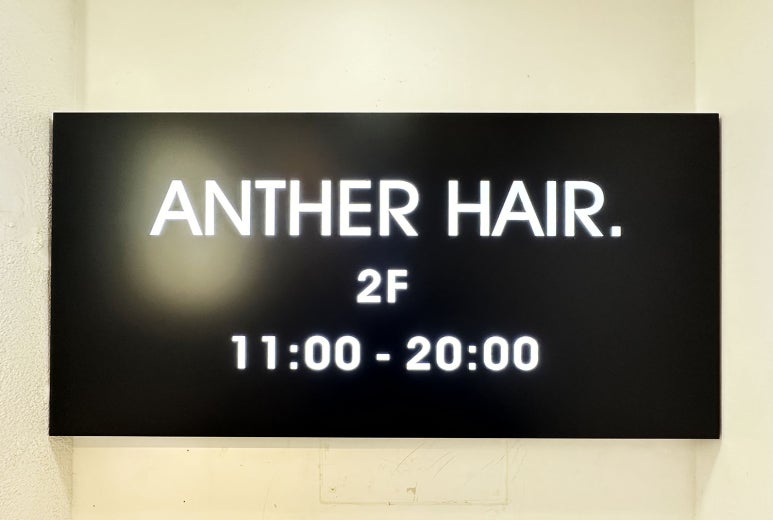 ANTHER HAIR.
2F
11:00 - 20:00